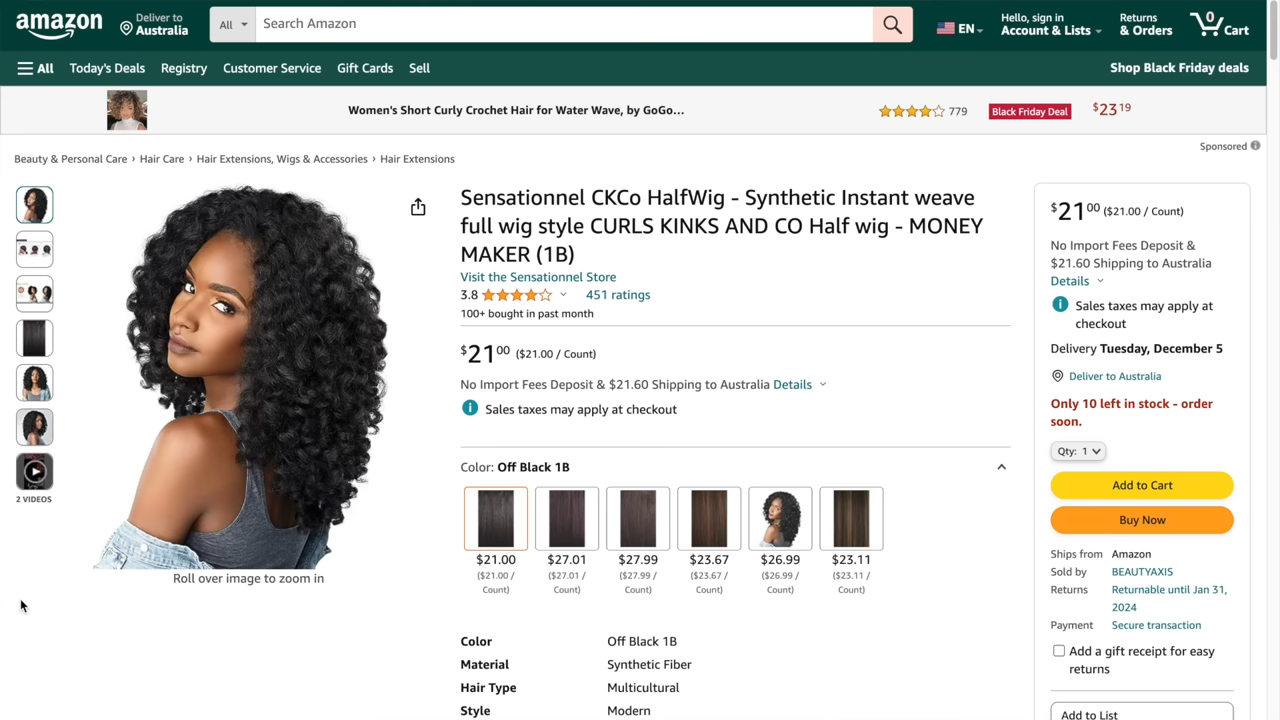 amazon
Deliver to
Australia
All
Search Amazon
EN
Hello, sign in
Account & Lists
Returns
& Orders
0
Cart
All
Today's Deals
Registry
Customer Service
Gift Cards
Sell
Shop Black Friday deals
Women's Short Curly Crochet Hair for Water Wave, by GoGo...
779
Black Friday Deal
$23 19
Sponsored
Beauty & Personal Care › Hair Care › Hair Extensions, Wigs & Accessories › Hair Extensions
2 VIDEOS
Roll over image to zoom in
Sensationnel CKCo HalfWig - Synthetic Instant weave
full wig style CURLS KINKS AND CO Half wig - MONEY
MAKER (1B)
Visit the Sensationnel Store
3.8
451 ratings
100+ bought in past month
$21 00 ($21.00 / Count)
No Import Fees Deposit & $21.60 Shipping to Australia Details
Sales taxes may apply at checkout
Color: Off Black 1B
$21.00
($21.00 /
Count)
$27.01
($27.01 /
Count)
$27.99
($27.99 /
Count)
$23.67
($23.67 /
Count)
$26.99
($26.99 /
Count)
$23.11
($23.11 /
Count)
Color Off Black 1B
Material Synthetic Fiber
Hair Type Multicultural
Style Modern
$21 00 ($21.00 / Count)
No Import Fees Deposit &
$21.60 Shipping to Australia
Details
Sales taxes may apply at
checkout
Delivery Tuesday, December 5
Deliver to Australia
Only 10 left in stock - order
soon.
Qty: 1
Add to Cart
Buy Now
Ships from Amazon
Sold by BEAUTYAXIS
Returns Returnable until Jan 31,
2024
Payment Secure transaction
Add a gift receipt for easy
returns
Add to List